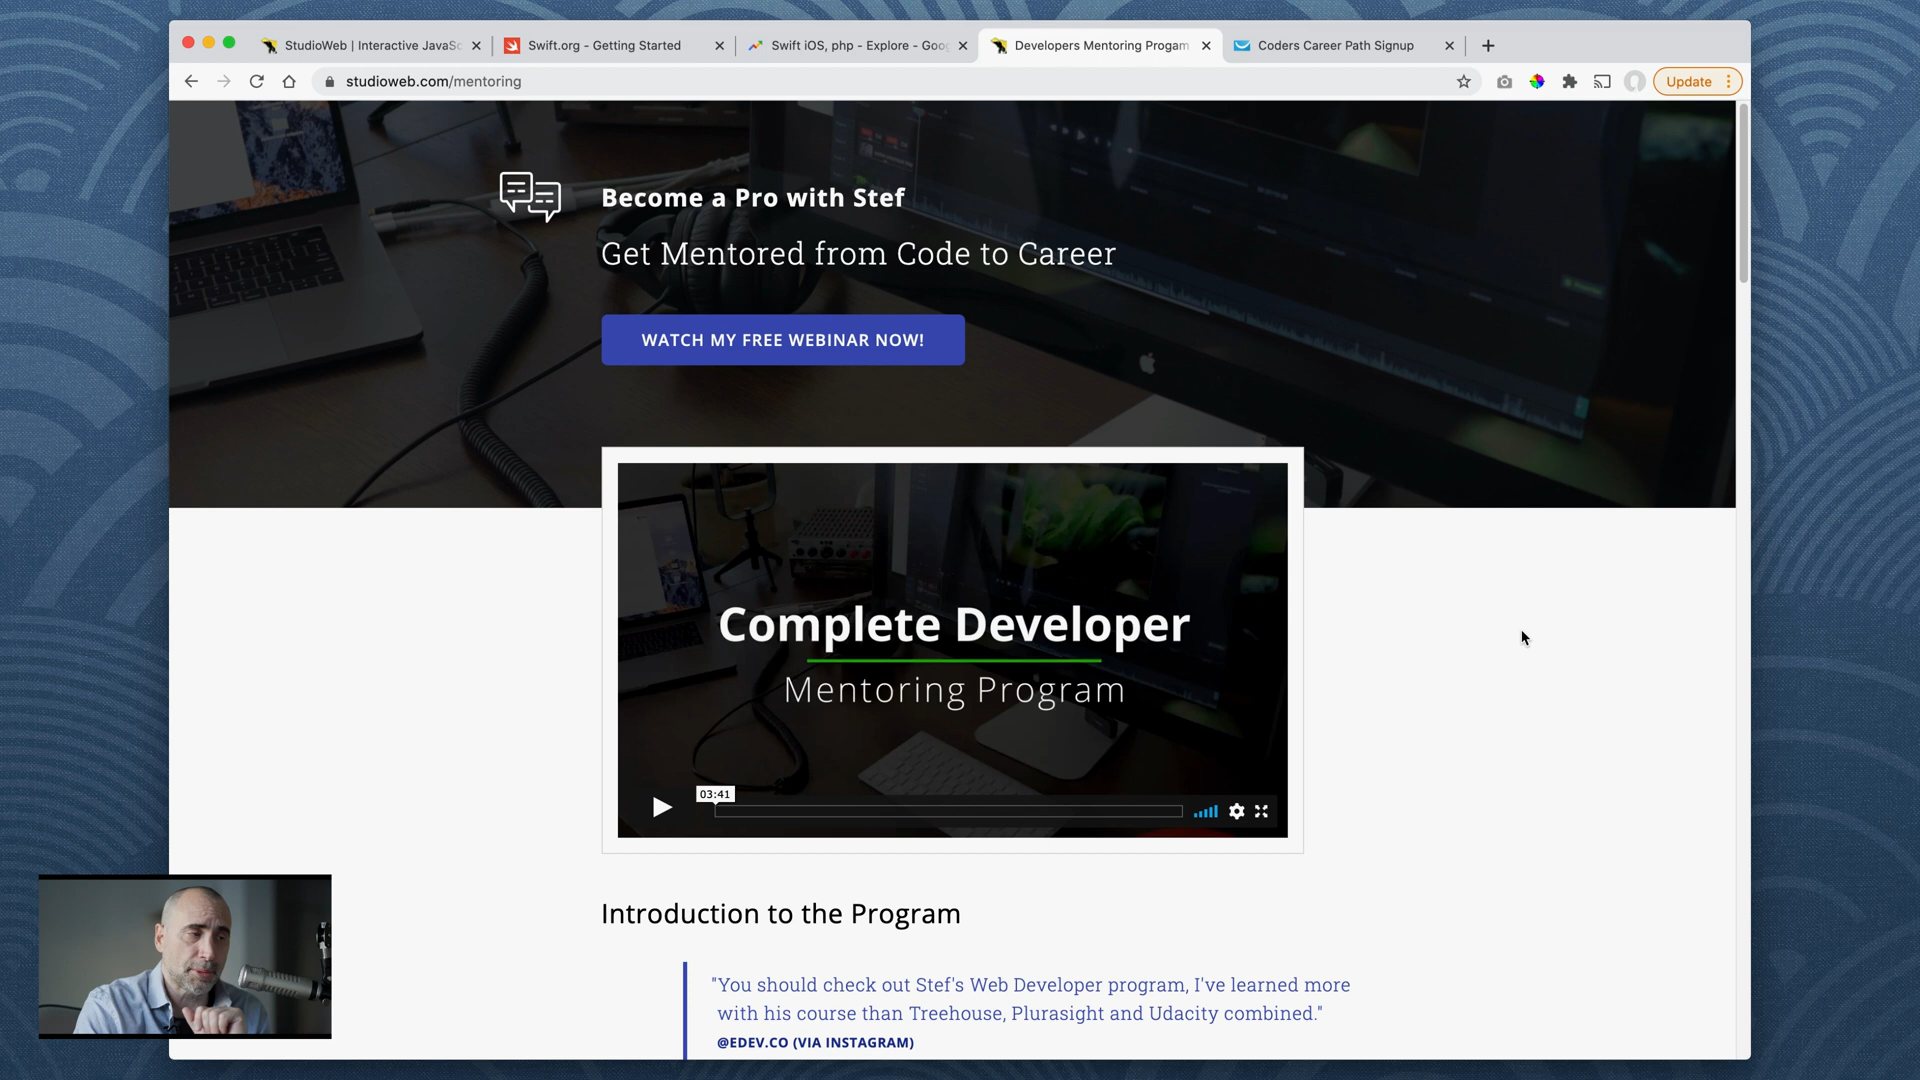 StudioWeb | Interactive JavaSc
Swift.org - Getting Started
Swift iOS, php - Explore - Goog
Developers Mentoring Progam
Coders Career Path Signup
studioweb.com/mentoring
Update
Become a Pro with Stef
Get Mentored from Code to Career
WATCH MY FREE WEBINAR NOW!
Complete Developer
Mentoring Program
03:41
Introduction to the Program
"You should check out Stef's Web Developer program, I've learned more
with his course than Treehouse, Plurasight and Udacity combined."
@EDEV.CO (VIA INSTAGRAM)